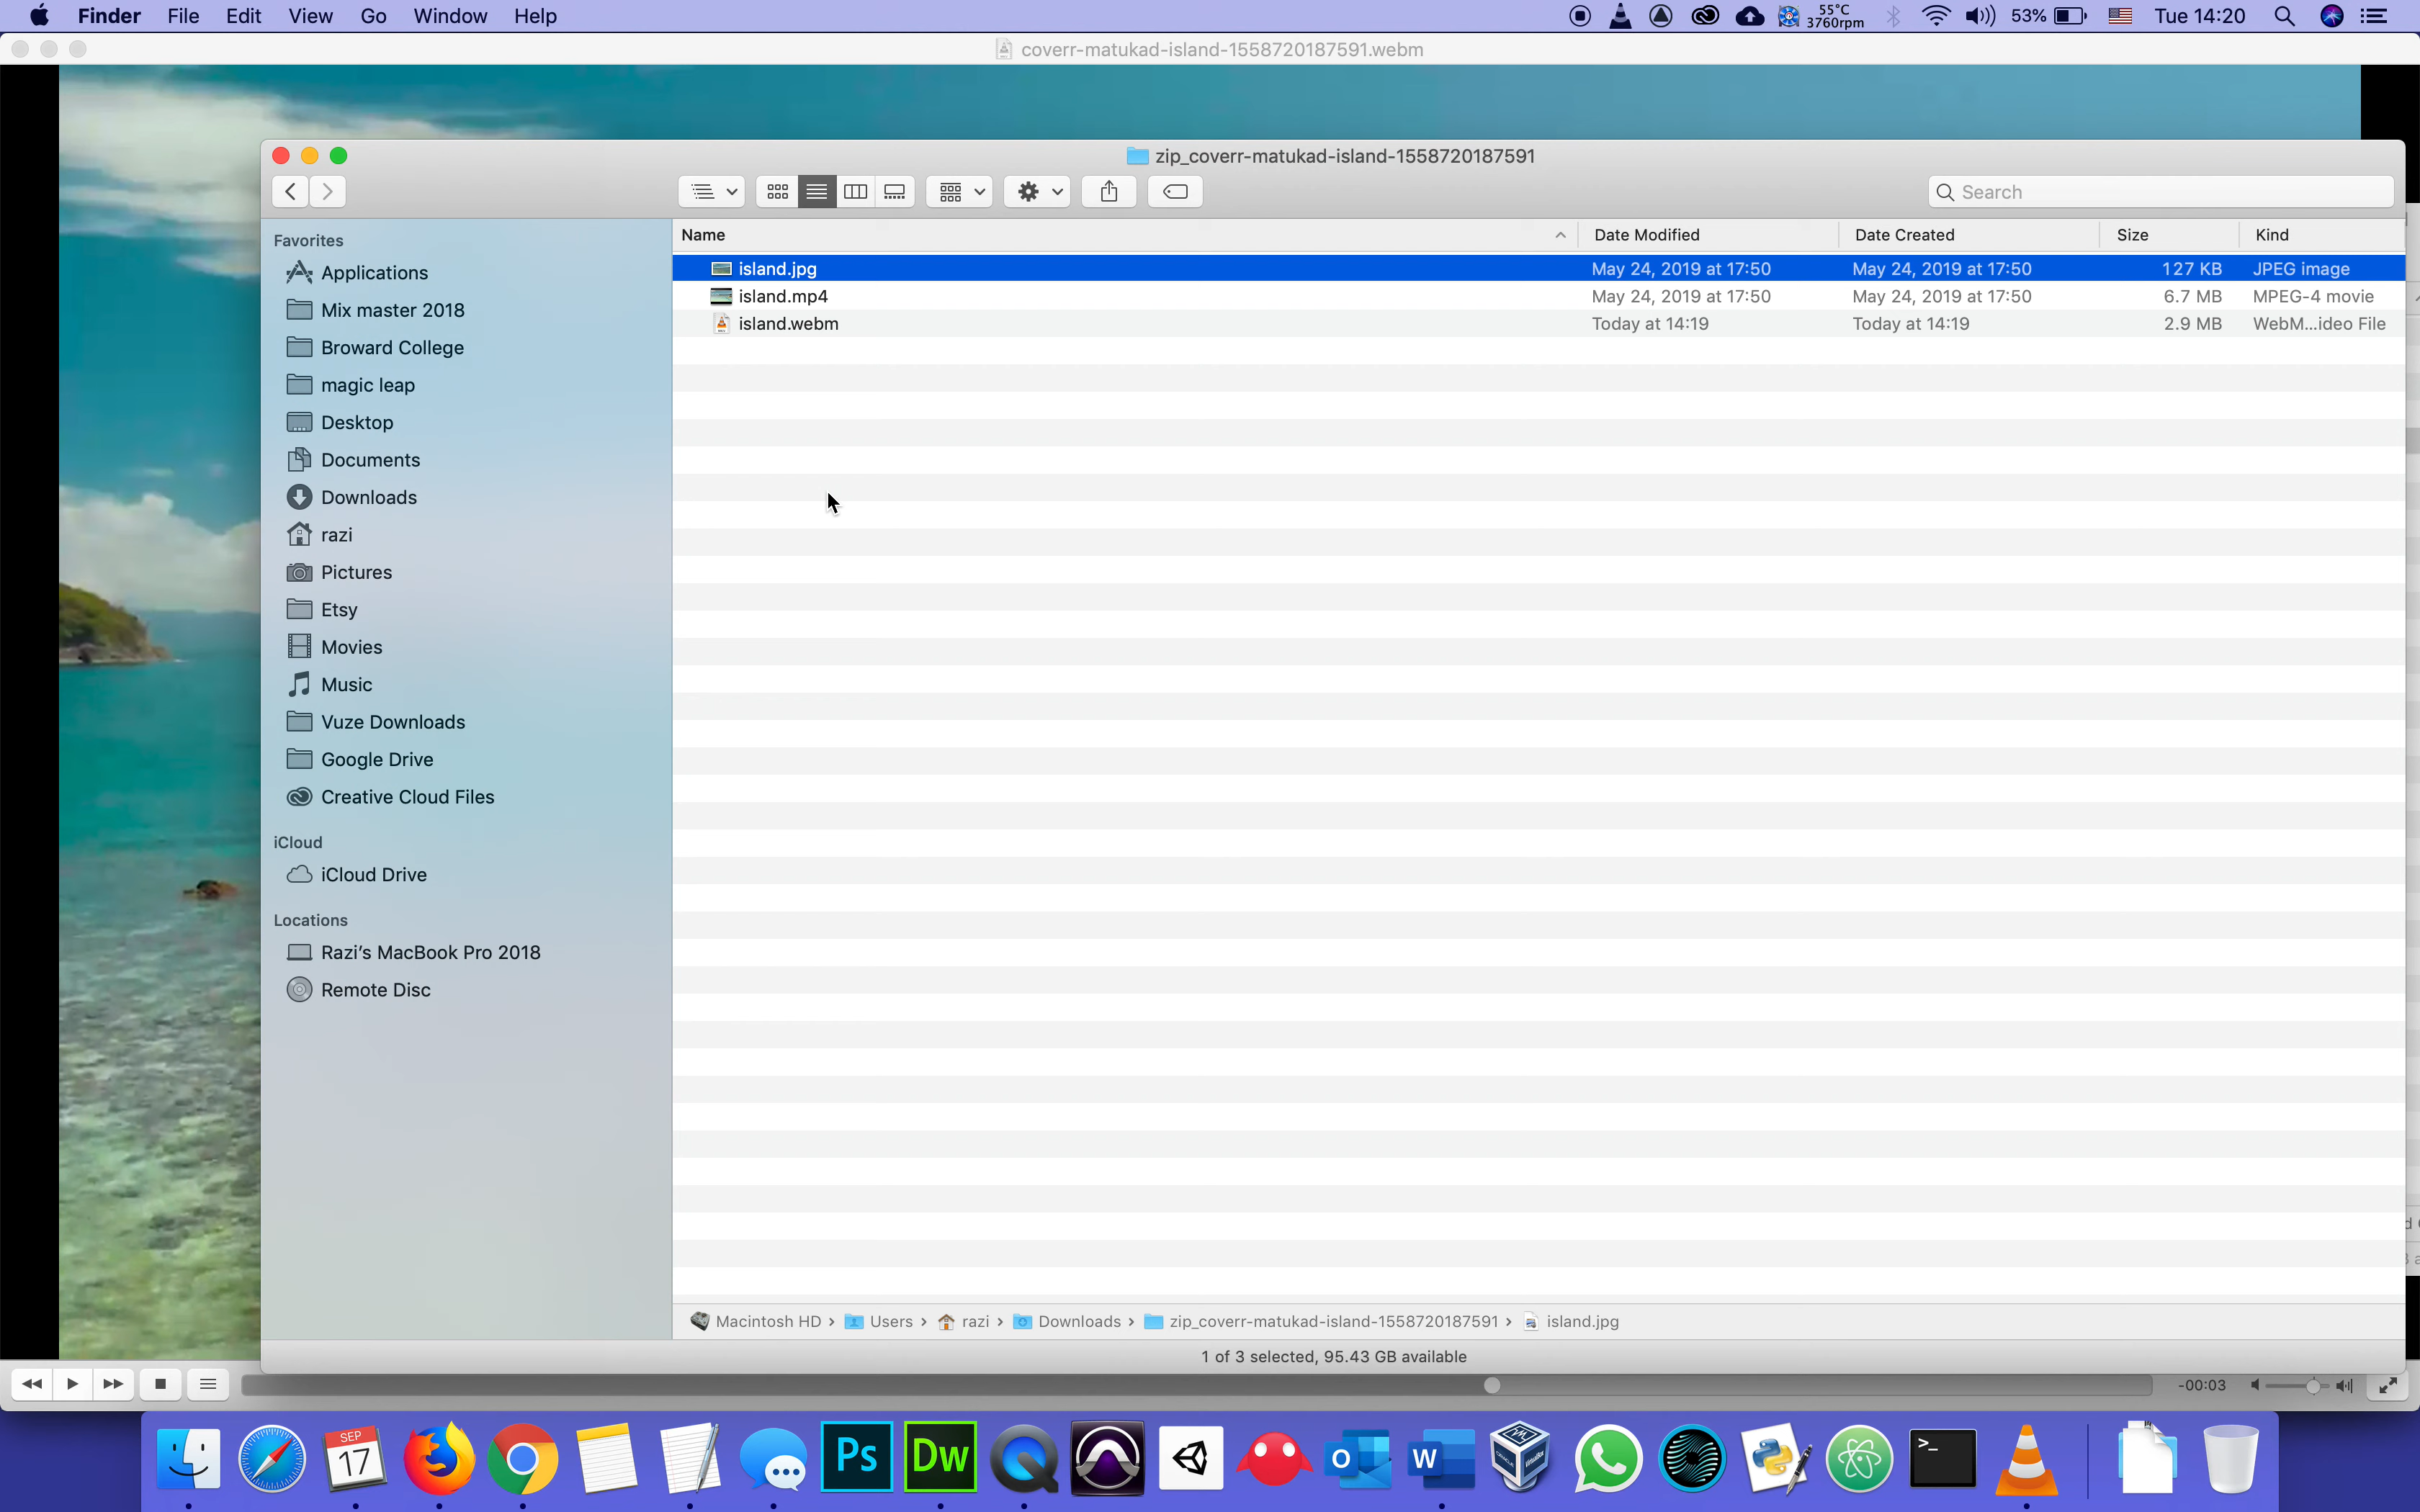 Finder File Edit View Go Window Help 55°C 3760rpm 53% Tue 14:20
coverr-matukad-island-1558720187591.webm
zip_coverr-matukad-island-1558720187591
Search
Favorites
Applications
Mix master 2018
Broward College
magic leap
Desktop
Documents
Downloads
razi
Pictures
Etsy
Movies
Music
Vuze Downloads
Google Drive
Creative Cloud Files
iCloud
iCloud Drive
Locations
Razi's MacBook Pro 2018
Remote Disc
Name Date Modified Date Created Size Kind
island.jpg May 24, 2019 at 17:50 May 24, 2019 at 17:50 127 KB JPEG image
island.mp4 May 24, 2019 at 17:50 May 24, 2019 at 17:50 6.7 MB MPEG-4 movie
island.webm Today at 14:19 Today at 14:19 2.9 MB WebM...ideo File
Macintosh HD › Users › razi › Downloads › zip_coverr-matukad-island-1558720187591 › island.jpg
1 of 3 selected, 95.43 GB available
-00:03
SEP
17
Ps
Dw
O
W
>_